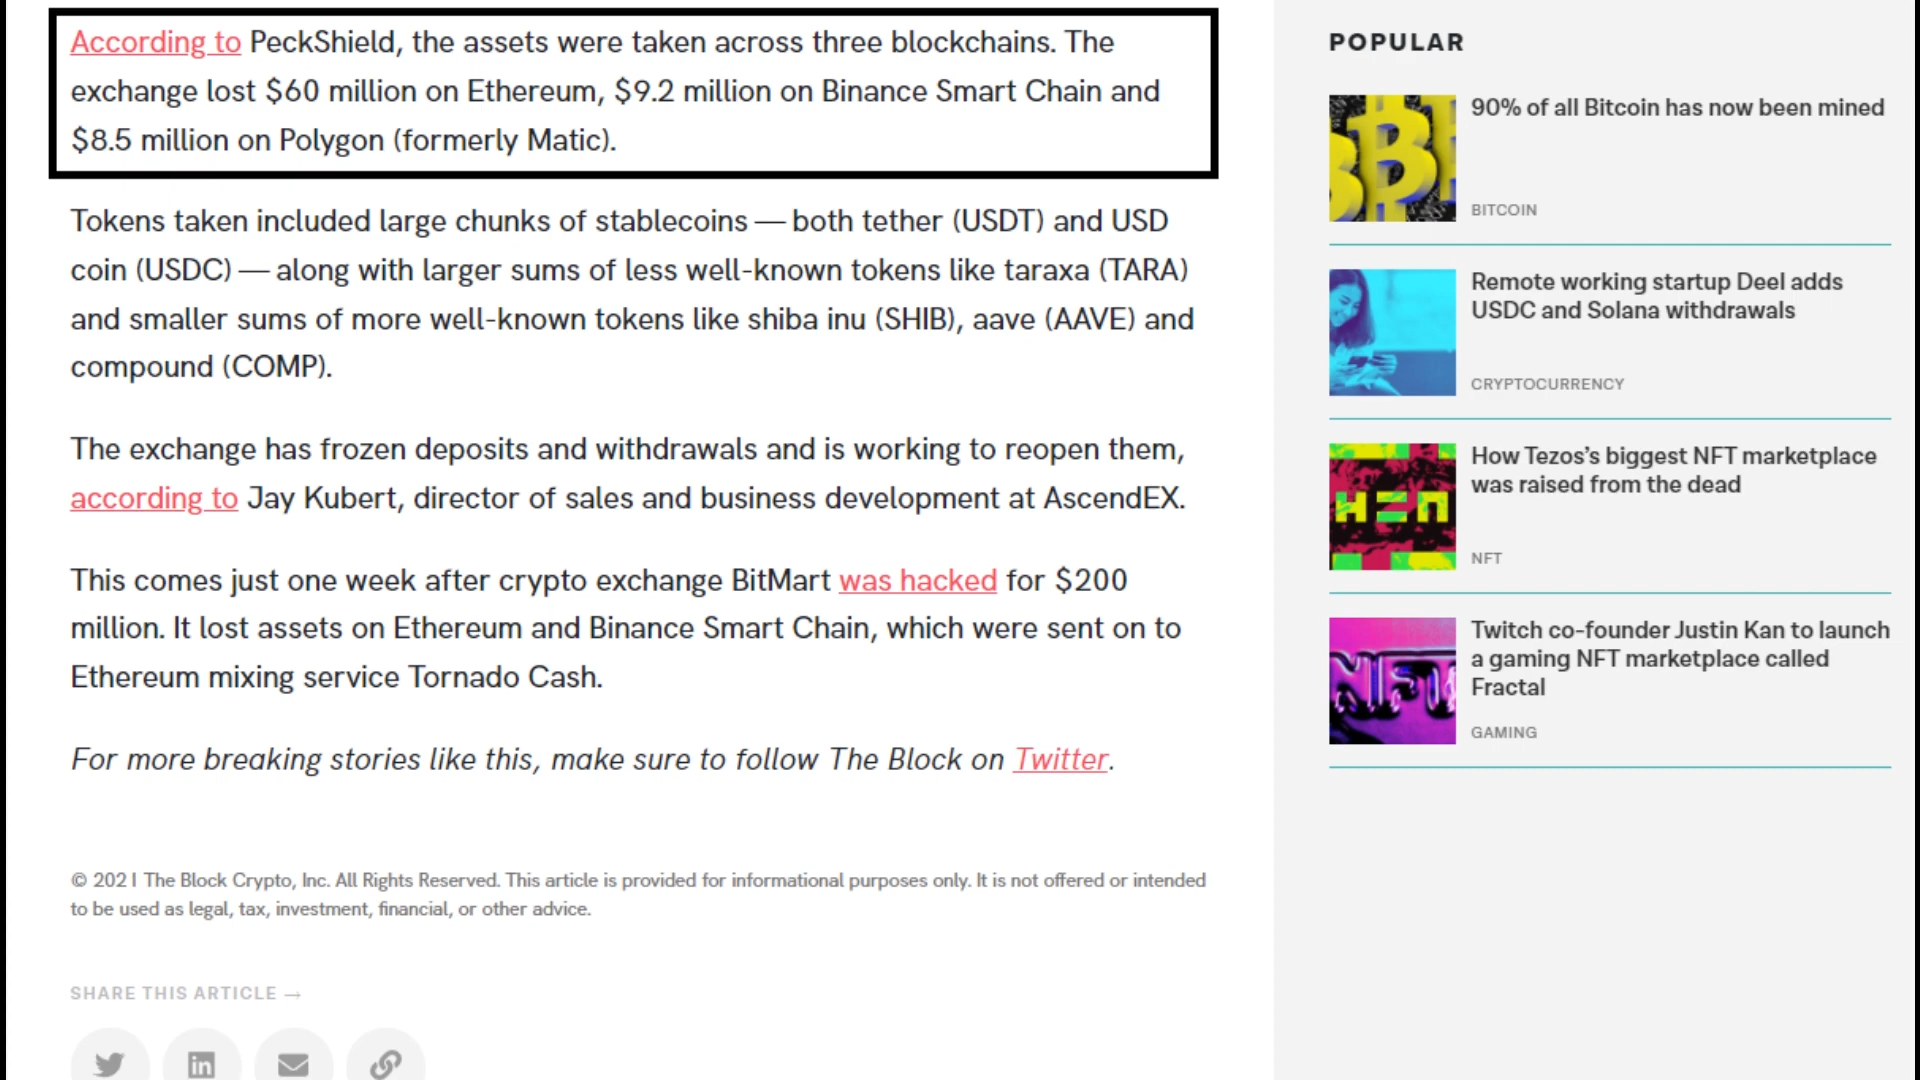 According to PeckShield, the assets were taken across three blockchains. The
exchange lost $60 million on Ethereum, $9.2 million on Binance Smart Chain and
$8.5 million on Polygon (formerly Matic).
Tokens taken included large chunks of stablecoins — both tether (USDT) and USD
coin (USDC) — along with larger sums of less well-known tokens like taraxa (TARA)
and smaller sums of more well-known tokens like shiba inu (SHIB), aave (AAVE) and
compound (COMP).
The exchange has frozen deposits and withdrawals and is working to reopen them,
according to Jay Kubert, director of sales and business development at AscendEX.
This comes just one week after crypto exchange BitMart was hacked for $200
million. It lost assets on Ethereum and Binance Smart Chain, which were sent on to
Ethereum mixing service Tornado Cash.
For more breaking stories like this, make sure to follow The Block on Twitter.
© 2021 The Block Crypto, Inc. All Rights Reserved. This article is provided for informational purposes only. It is not offered or intended
to be used as legal, tax, investment, financial, or other advice.
SHARE THIS ARTICLE →
in
POPULAR
90% of all Bitcoin has now been mined
BITCOIN
Remote working startup Deel adds
USDC and Solana withdrawals
CRYPTOCURRENCY
How Tezos’s biggest NFT marketplace
was raised from the dead
HEN
NFT
Twitch co-founder Justin Kan to launch
a gaming NFT marketplace called
Fractal
NFT
GAMING